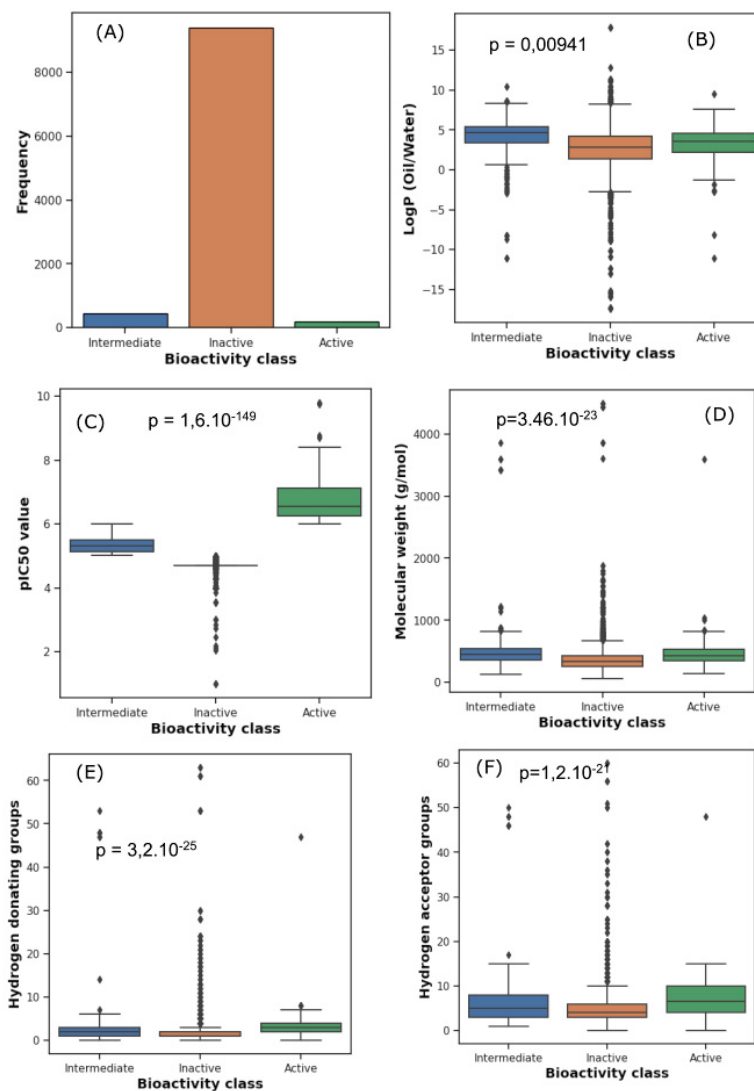 (A)
Frequency
8000
6000
4000
2000
0
Intermediate Inactive Active
Bioactivity class
p = 0,00941
(B)
LogP (Oil/Water)
15
10
5
0
−5
−10
−15
Intermediate Inactive Active
Bioactivity class
(C)
p = 1,6.10-149
pIC50 value
10
8
6
4
2
Intermediate Inactive Active
Bioactivity class
p=3.46.10-23
(D)
Molecular weight (g/mol)
4000
3000
2000
1000
0
Intermediate Inactive Active
Bioactivity class
(E)
p = 3,2.10-25
Hydrogen donating groups
60
50
40
30
20
10
0
Intermediate Inactive Active
Bioactivity class
(F)
p=1,2.10-21
Hydrogen acceptor groups
60
50
40
30
20
10
0
Intermediate Inactive Active
Bioactivity class